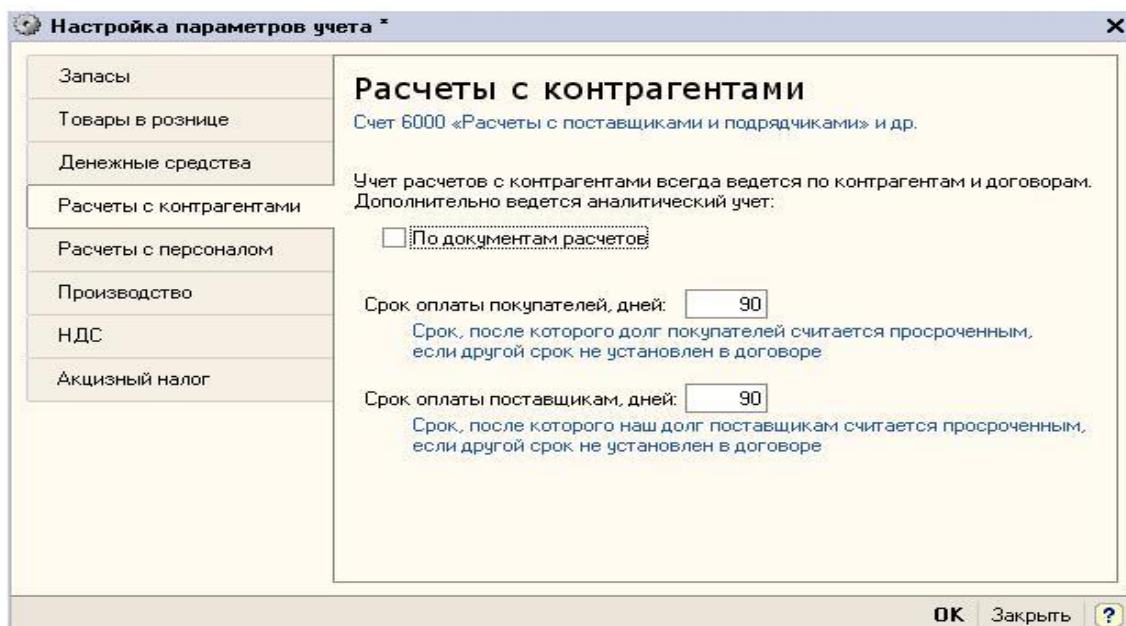 Настройка параметров учета *
Запасы
Товары в рознице
Денежные средства
Расчеты с контрагентами
Расчеты с персоналом
Производство
НДС
Акцизный налог
Расчеты с контрагентами
Счет 6000 «Расчеты с поставщиками и подрядчиками» и др.
Учет расчетов с контрагентами всегда ведется по контрагентам и договорам.
Дополнительно ведется аналитический учет:
По документам расчетов
Срок оплаты покупателей, дней: 90
Срок, после которого долг покупателей считается просроченным,
если другой срок не установлен в договоре
Срок оплаты поставщикам, дней: 90
Срок, после которого наш долг поставщикам считается просроченным,
если другой срок не установлен в договоре
OK Закрыть ?